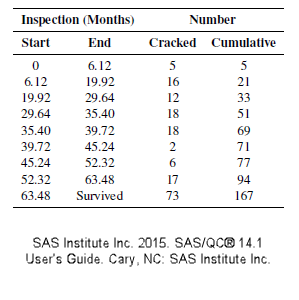 Inspection (Months) Number
Start End Cracked Cumulative
0 6.12 5 5
6.12 19.92 16 21
19.92 29.64 12 33
29.64 35.40 18 51
35.40 39.72 18 69
39.72 45.24 2 71
45.24 52.32 6 77
52.32 63.48 17 94
63.48 Survived 73 167
SAS Institute Inc. 2015. SAS/QC® 14.1
User's Guide. Cary, NC: SAS Institute Inc.